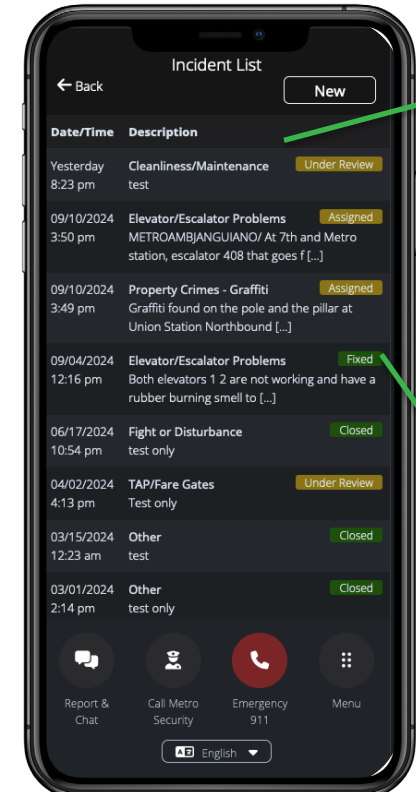 Incident List
Back
New
Date/Time Description
Yesterday Cleanliness/Maintenance Under Review
8:23 pm test
09/10/2024 Elevator/Escalator Problems Assigned
3:50 pm METROAMBJANGUIANO/ At 7th and Metro
station, escalator 408 that goes f [...]
09/10/2024 Property Crimes - Graffiti Assigned
3:49 pm Graffiti found on the pole and the pillar at
Union Station Northbound [...]
09/04/2024 Elevator/Escalator Problems Fixed
12:16 pm Both elevators 1 2 are not working and have a
rubber burning smell to [...]
06/17/2024 Fight or Disturbance Closed
10:54 pm test only
04/02/2024 TAP/Fare Gates Under Review
4:13 pm Test only
03/15/2024 Other Closed
12:23 am test
03/01/2024 Other Closed
2:14 pm test only
Report & Call Metro Emergency Menu
Chat Security 911
English